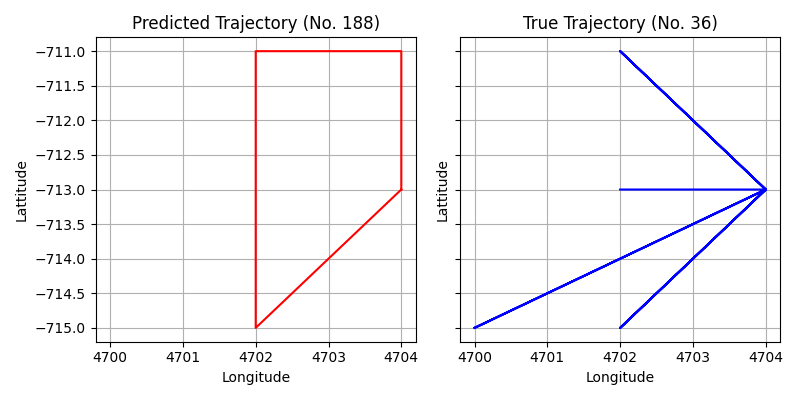 Predicted Trajectory (No. 188)
True Trajectory (No. 36)
−711.0
−711.5
−712.0
−712.5
−713.0
−713.5
−714.0
−714.5
−715.0
Lattitude
Lattitude
4700 4701 4702 4703 4704
4700 4701 4702 4703 4704
Longitude
Longitude